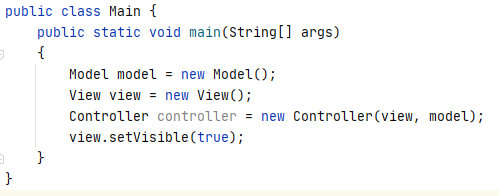 public class Main {
    public static void main(String[] args)
    {
        Model model = new Model();
        View view = new View();
        Controller controller = new Controller(view, model);
        view.setVisible(true);
    }
}